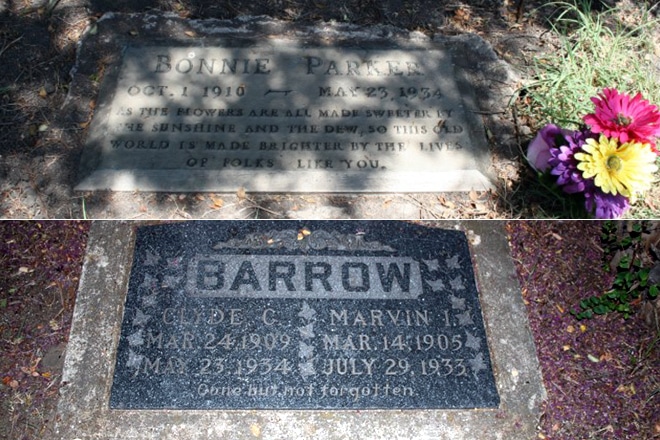 BONNIE PARKER
OCT. 1 1910 — MAY 23, 1934
AS THE FLOWERS ARE ALL MADE SWEETER BY
THE SUNSHINE AND THE DEW, SO THIS OLD
WORLD IS MADE BRIGHTER BY THE LIVES
OF FOLKS LIKE YOU.
BARROW
CLYDE C. MARVIN I.
MAR. 24, 1909 MAR. 14, 1905
MAY 23, 1934 JULY 29, 1933
Gone but not forgotten.